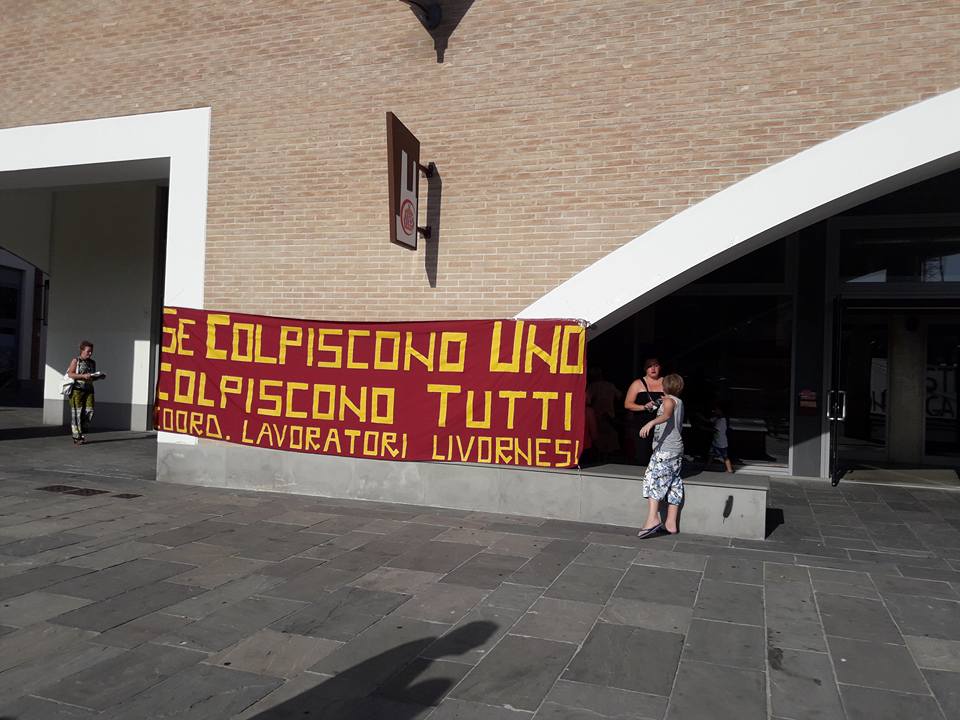 SE COLPISCONO UNO
COLPISCONO TUTTI
COORD. LAVORATORI LIVORNESI